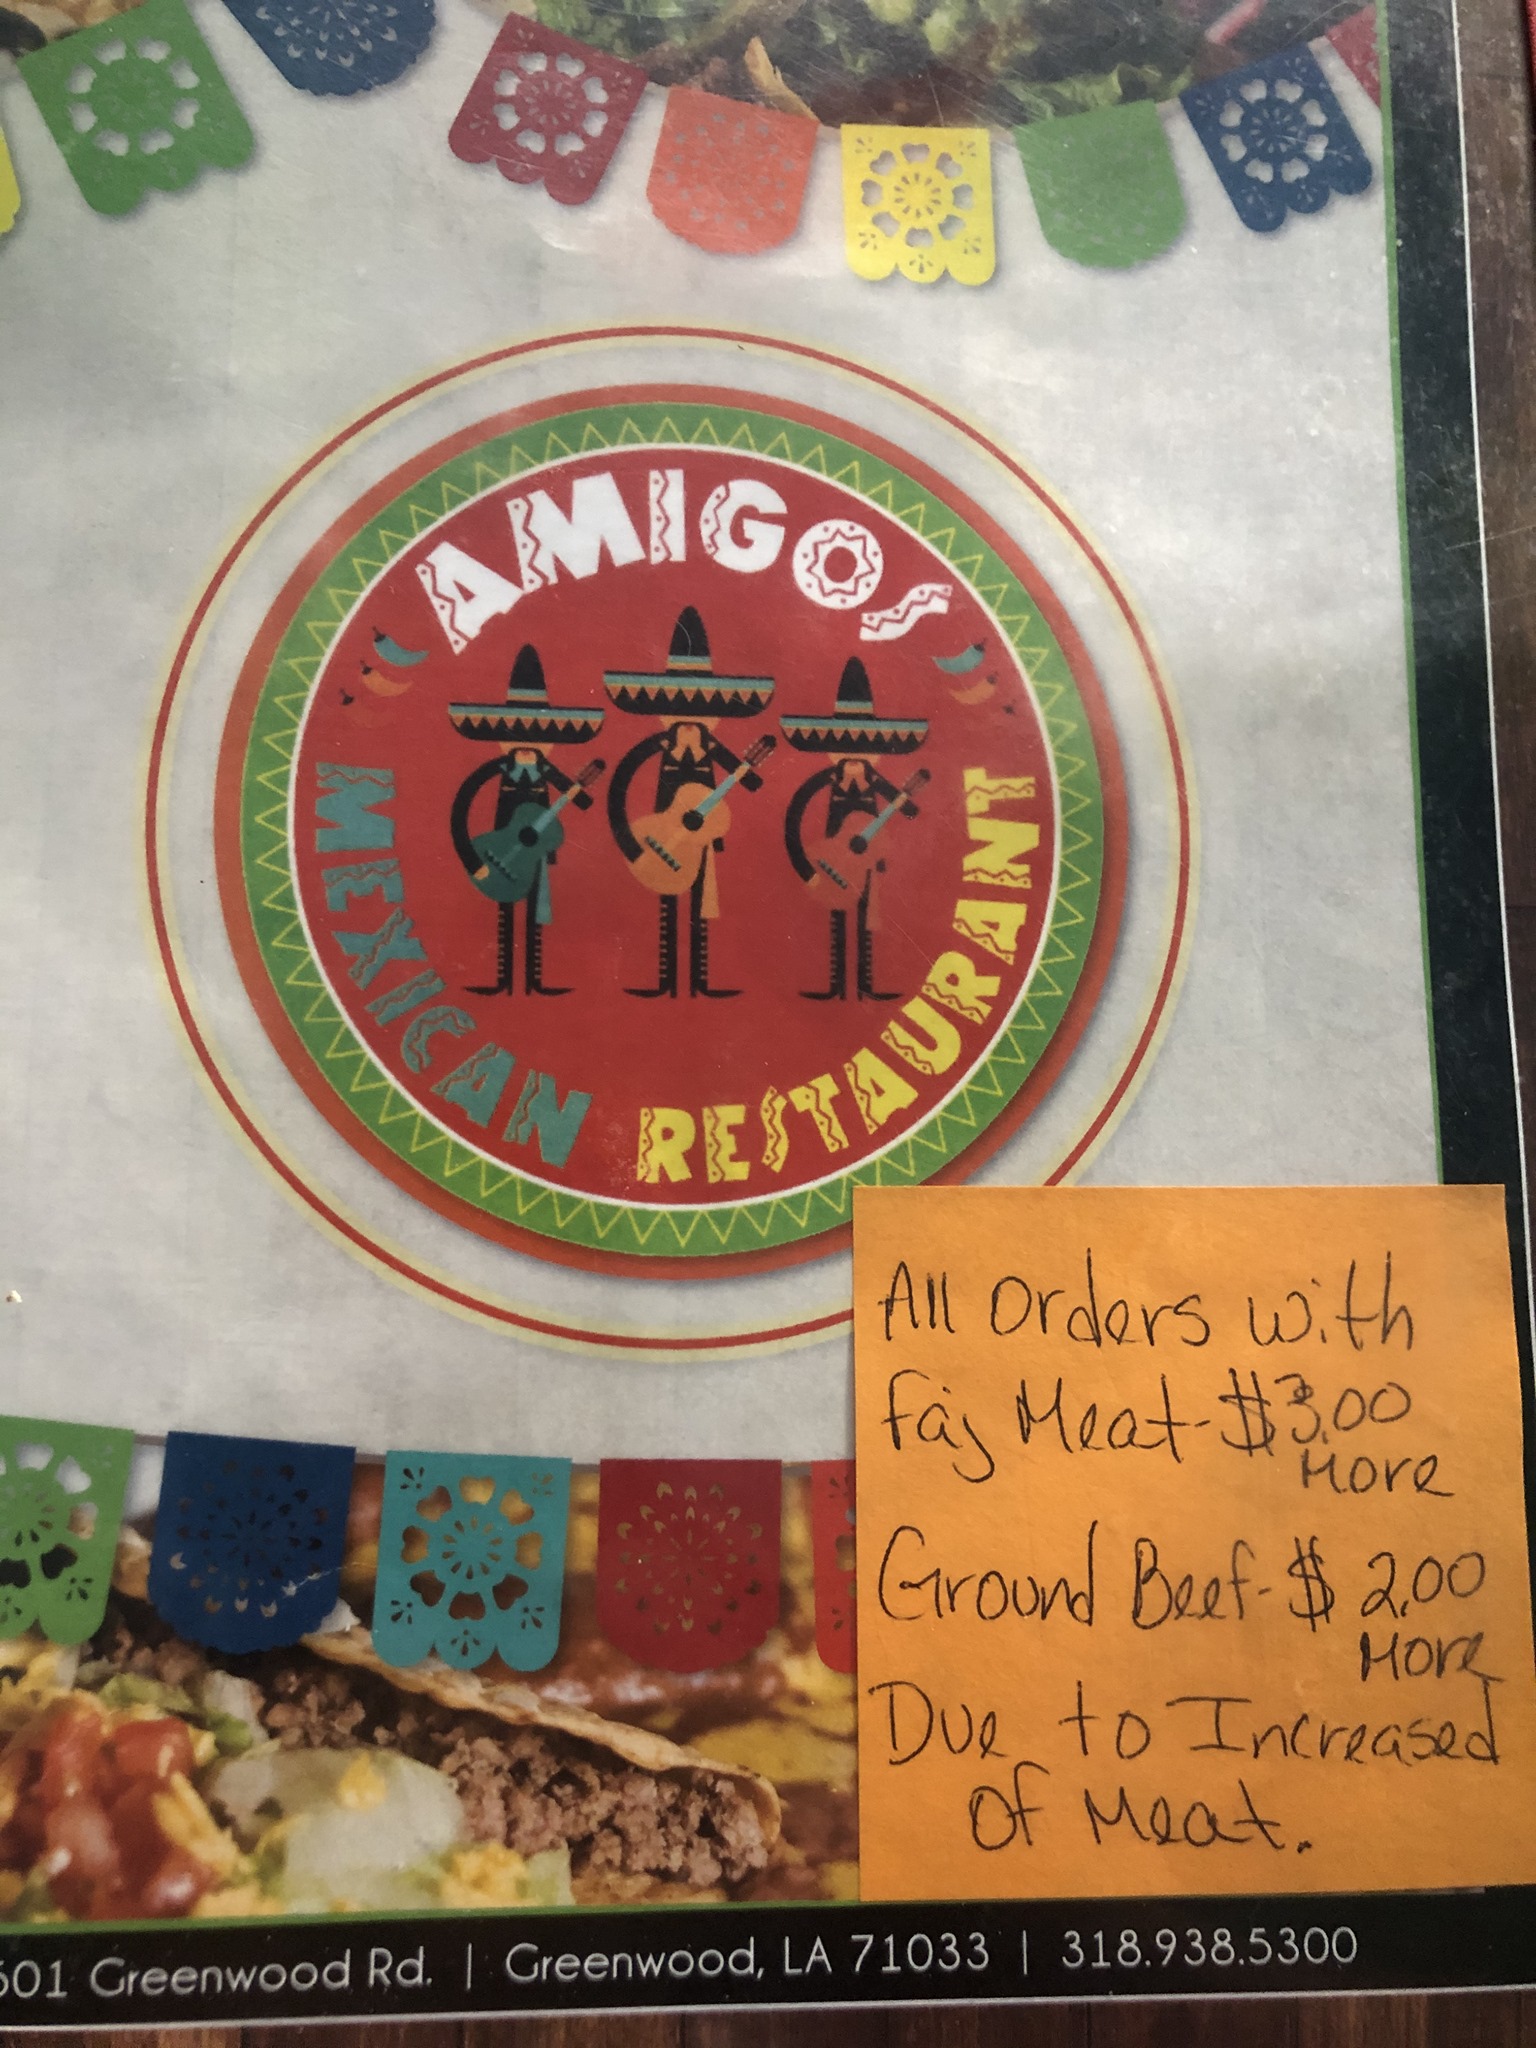 AMIGOS
MEXICAN RESTAURANT
All Orders with
Faj Meat-$3.00
More
Ground Beef-$ 2.00
More
Due to Increased
Of Meat.
601 Greenwood Rd. | Greenwood, LA 71033 | 318.938.5300